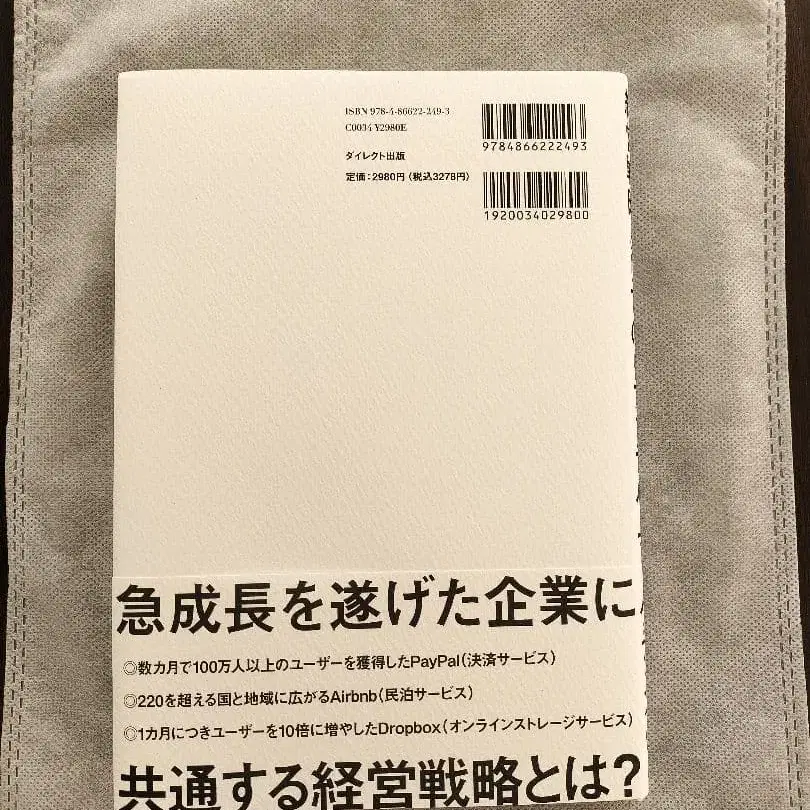 ISBN 978-4-86622-249-3
C0034 ¥2980E
ダイレクト出版
定価：2980円（税込3278円）
9784866222493
1920034029800
急成長を遂げた企業に
◎数カ月で100万人以上のユーザーを獲得したPayPal（決済サービス）
◎220を超える国と地域に広がるAirbnb（民泊サービス）
◎1カ月につきユーザーを10倍に増やしたDropbox（オンラインストレージサービス）
共通する経営戦略とは？